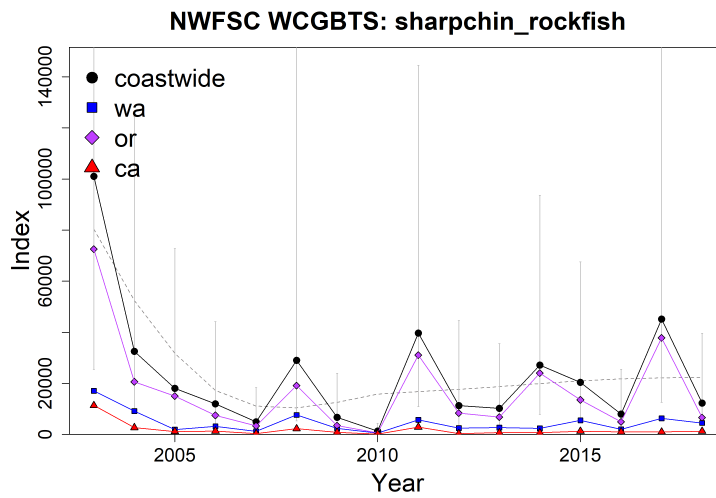 NWFSC WCGBTS: sharpchin_rockfish
coastwide
wa
or
ca
Index
140000
100000
60000
20000
0
2005
2010
2015
Year